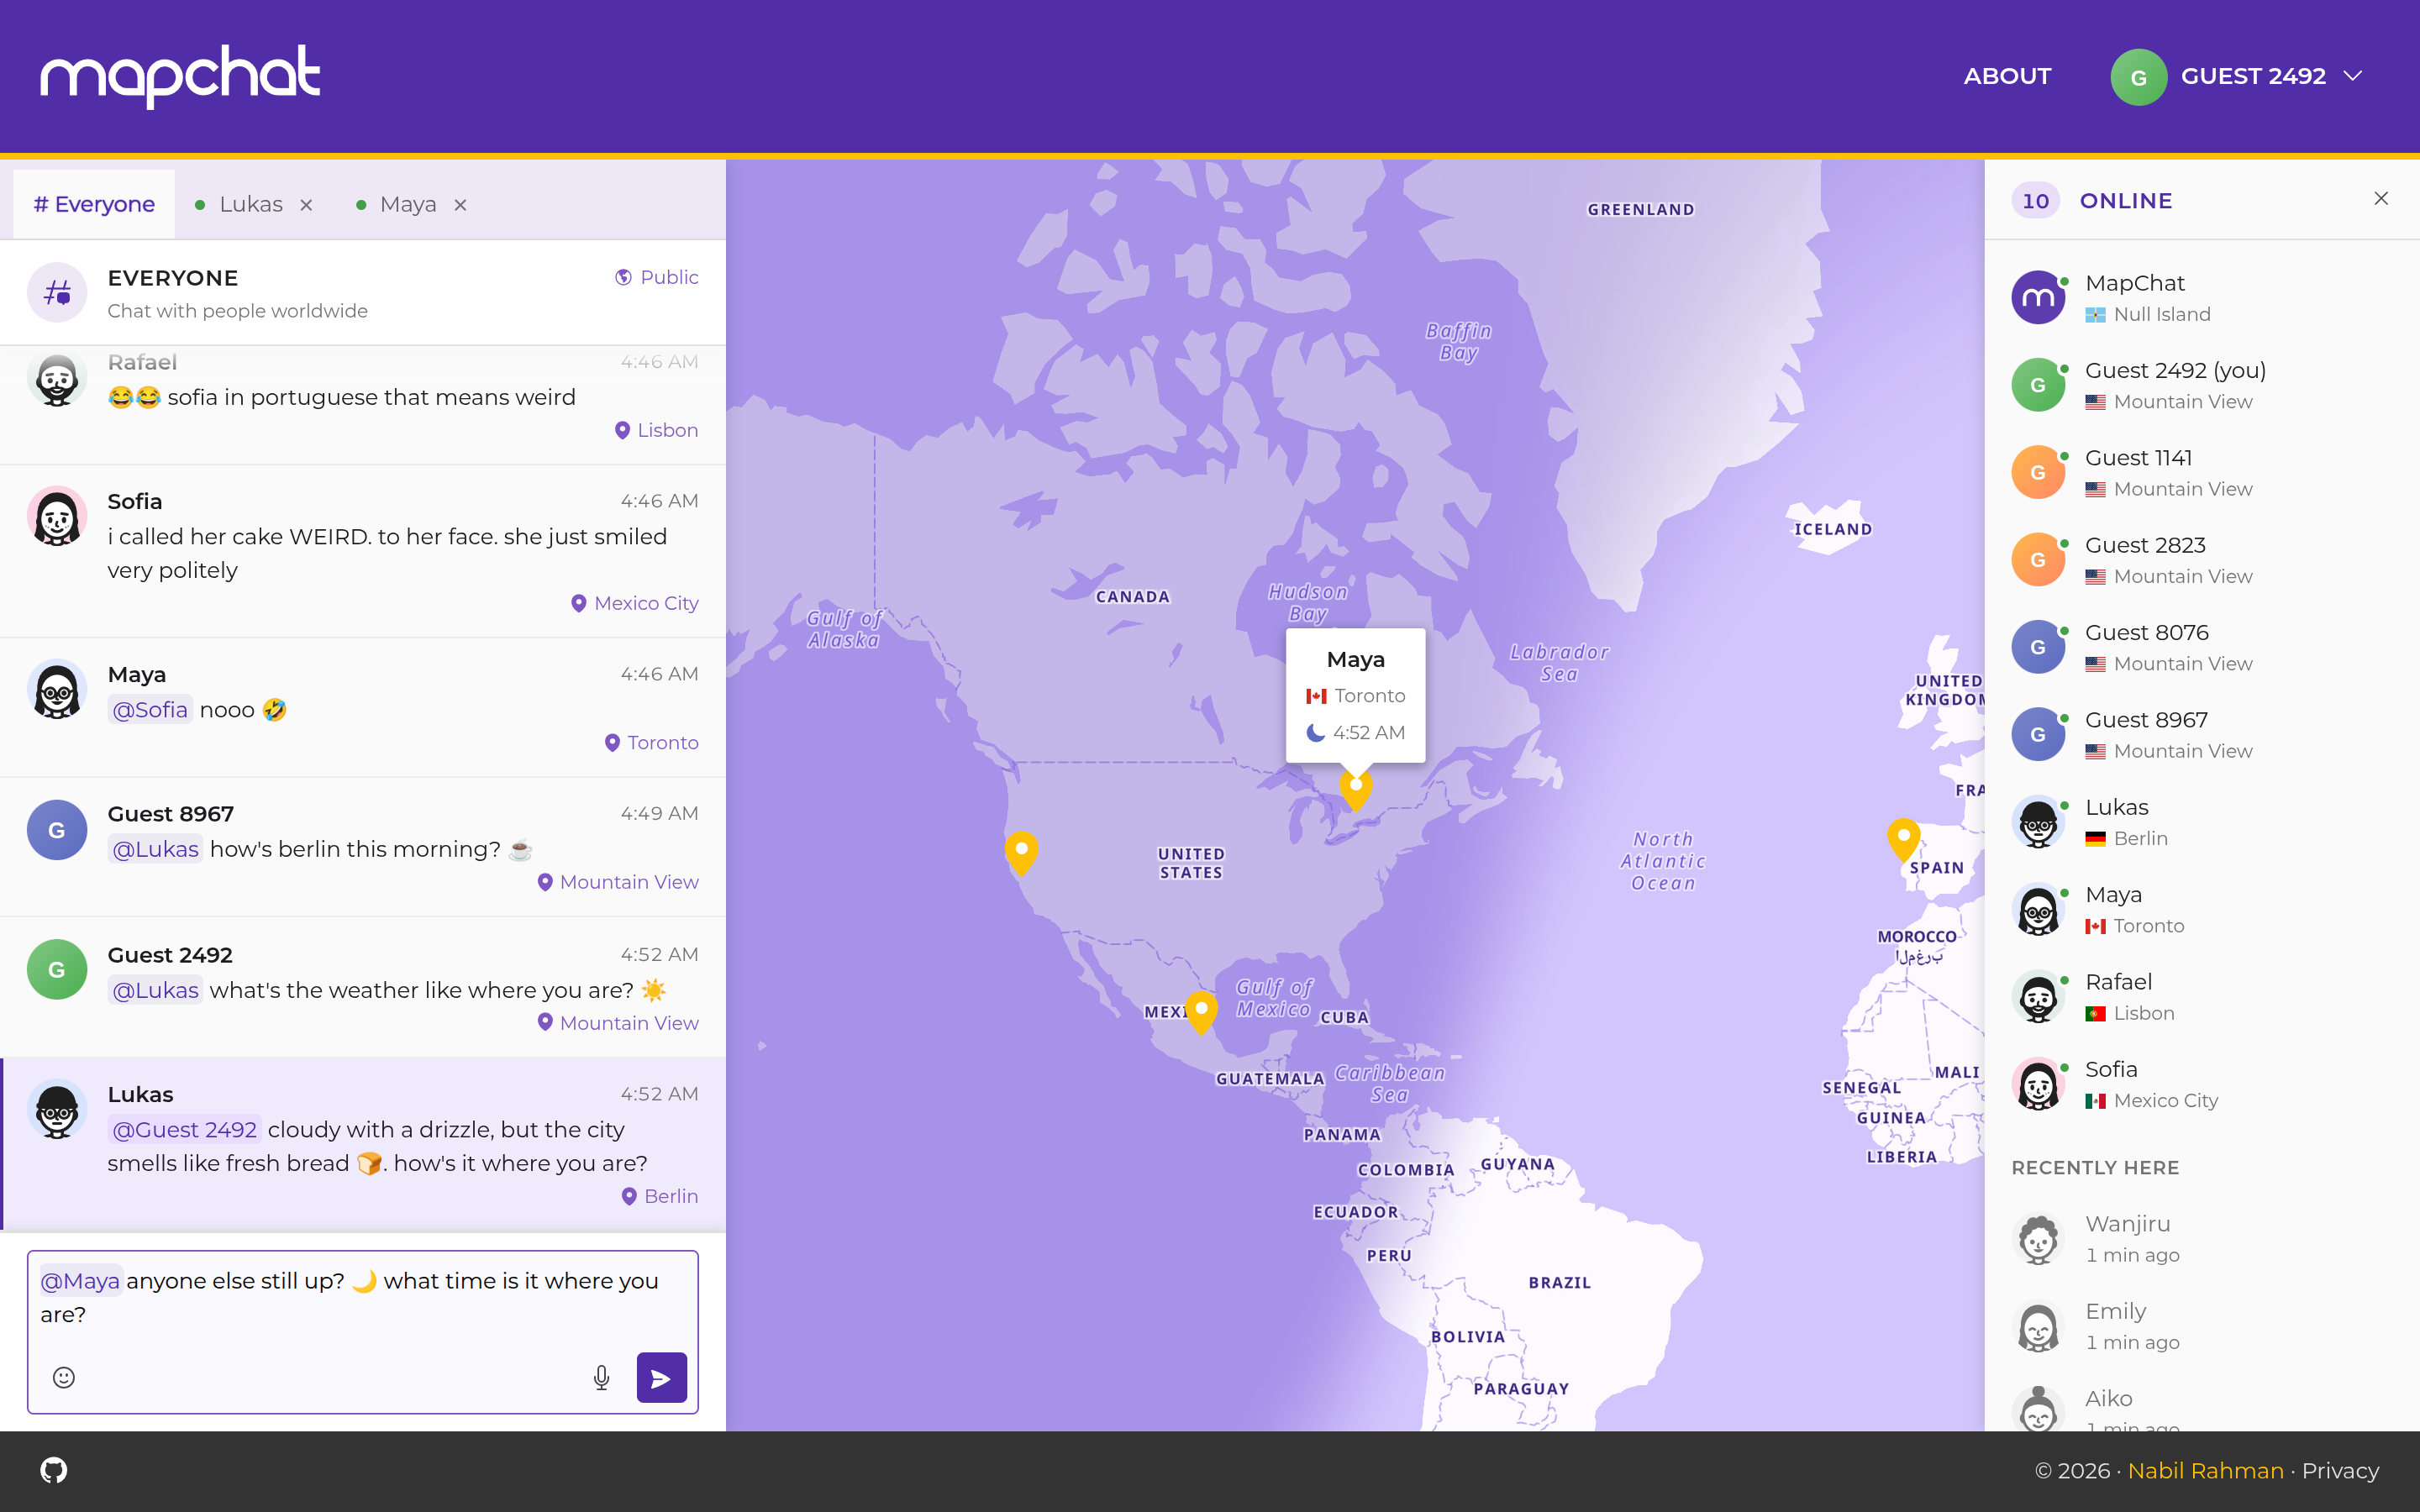 mapchat
ABOUT
G
GUEST 2492
# Everyone
Lukas
Maya
EVERYONE
Public
Chat with people worldwide
Rafael
4:46 AM
😂😂 sofia in portuguese that means weird
Lisbon
Sofia
4:46 AM
i called her cake WEIRD. to her face. she just smiled
very politely
Mexico City
Maya
4:46 AM
@Sofia nooo 🤣
Toronto
G
Guest 8967
4:49 AM
@Lukas how's berlin this morning? ☕
Mountain View
G
Guest 2492
4:52 AM
@Lukas what's the weather like where you are? ☀️
Mountain View
Lukas
4:52 AM
@Guest 2492 cloudy with a drizzle, but the city
smells like fresh bread 🍞. how's it where you are?
Berlin
@Maya anyone else still up? 🌙 what time is it where you
are?
GREENLAND
Baffin
Bay
ICELAND
CANADA
Hudson
Bay
Gulf of
Alaska
Labrador
Sea
Maya
Toronto
4:52 AM
UNITED
KINGDOM
FRA
North
Atlantic
Ocean
UNITED
STATES
SPAIN
MOROCCO
المغرب
Gulf of
Mexico
MEXI
CUBA
GUATEMALA
Caribbean
Sea
MALI
SENEGAL
GUINEA
LIBERIA
PANAMA
COLOMBIA
GUYANA
ECUADOR
PERU
BRAZIL
BOLIVIA
PARAGUAY
10 ONLINE
m
MapChat
Null Island
G
Guest 2492 (you)
Mountain View
G
Guest 1141
Mountain View
G
Guest 2823
Mountain View
G
Guest 8076
Mountain View
G
Guest 8967
Mountain View
Lukas
Berlin
Maya
Toronto
Rafael
Lisbon
Sofia
Mexico City
RECENTLY HERE
Wanjiru
1 min ago
Emily
1 min ago
Aiko
1 min ago
© 2026 · Nabil Rahman · Privacy